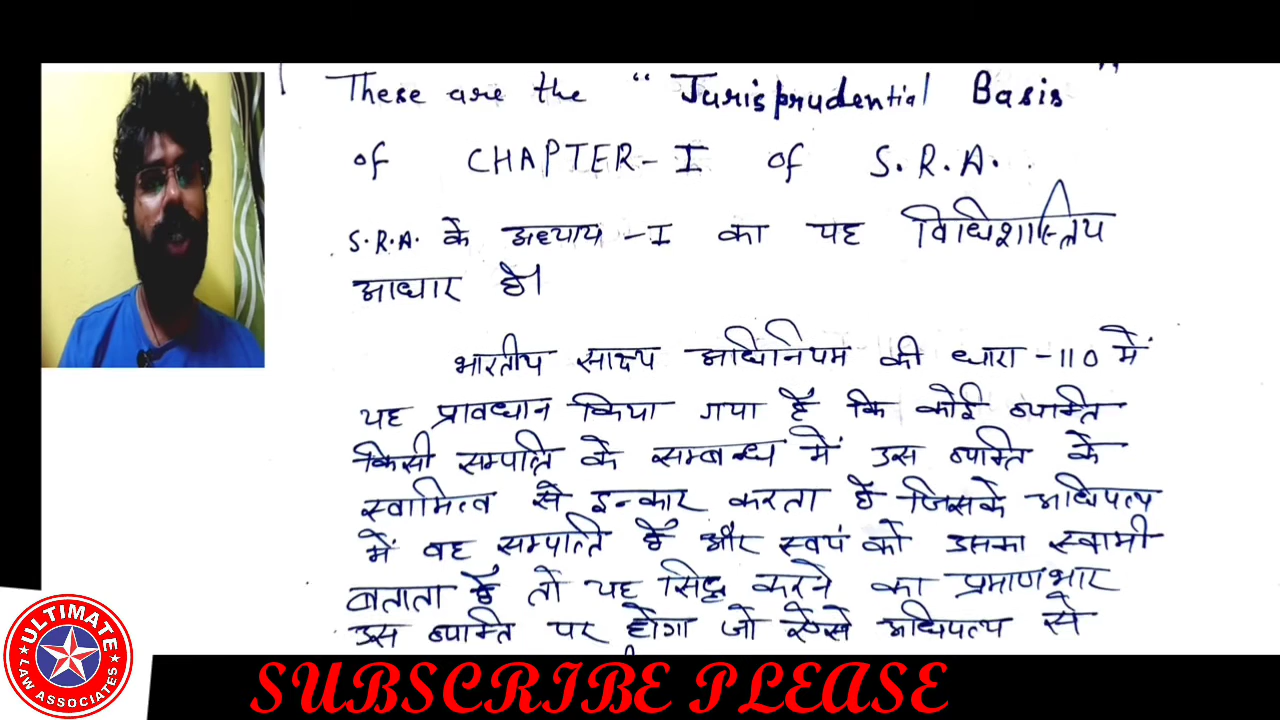 These are the "Jurisprudential Basis"
of CHAPTER-I of S.R.A.
S.R.A. के अध्याय -I का यह विधिशास्त्रिय
आधार है।
भारतीय साक्ष्य अधिनियम की धारा -110 में
यह प्रावधान किया गया है कि कोई व्यक्ति
किसी सम्पत्ति के सम्बन्ध में उस व्यक्ति के
स्वामित्व से इन्कार करता है जिसके अधिपत्य
में वह सम्पत्ति है और स्वयं को उसका स्वामी
बताता है तो यह सिद्ध करने का प्रमाणभार
उस व्यक्ति पर होगा जो ऐसे अधिपत्य से
ULTIMATE
LAW ASSOCIATES
SUBSCRIBE PLEASE